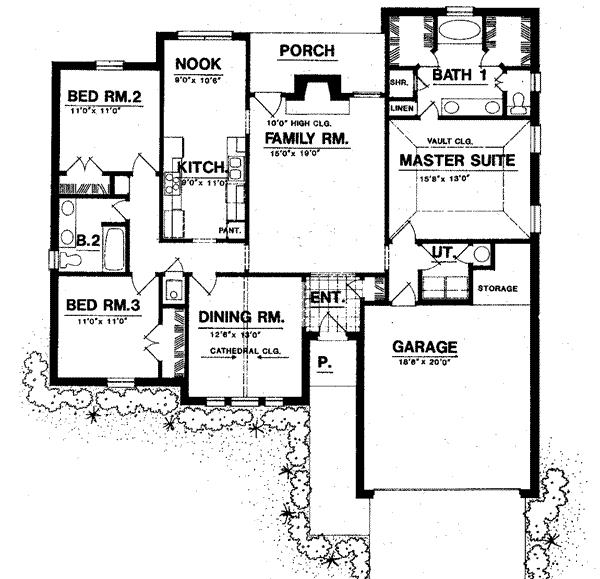 NOOK
9'0" x 10'6"
PORCH
BATH 1
SHR.
LINEN
BED RM.2
11'0" x 11'0"
10'0" HIGH CLG.
FAMILY RM.
15'0" x 19'0"
VAULT CLG.
MASTER SUITE
15'8" x 13'0"
KITCH.
9'0" x 11'0"
PANT.
B.2
UT.
STORAGE
BED RM.3
11'0" x 11'0"
DINING RM.
12'6" x 13'0"
CATHEDRAL CLG.
ENT.
P.
GARAGE
18'8" x 20'0"